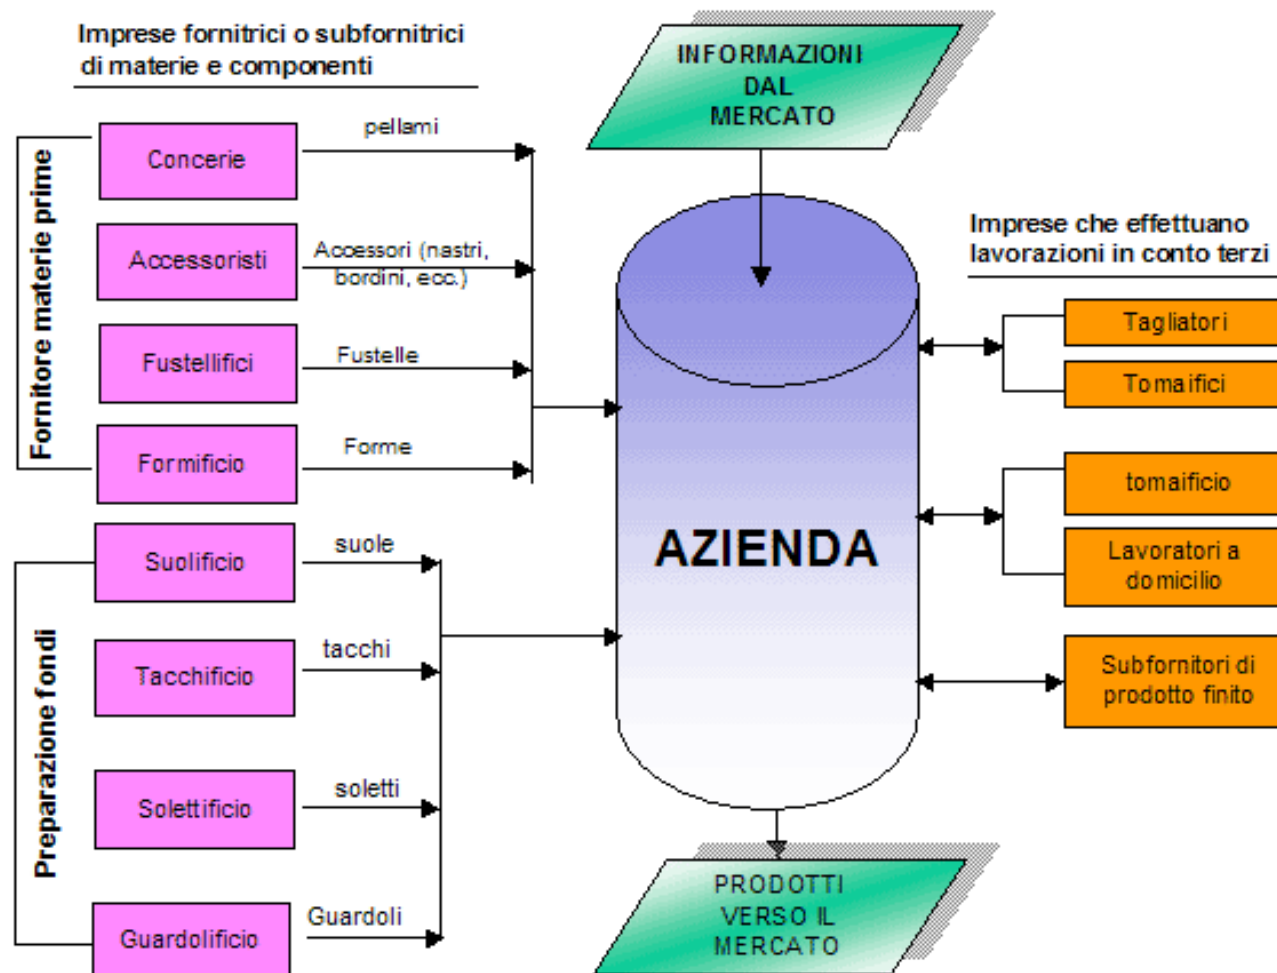 Imprese fornitrici o subfornitrici
di materie e componenti
Fornitore materie prime
Concerie
pellami
Accessoristi
Accessori (nastri,
bordini, ecc.)
Fustellifici
Fustelle
Formificio
Forme
Preparazione fondi
Suolificio
suole
Tacchificio
tacchi
Solettificio
soletti
Guardolificio
Guardoli
INFORMAZIONI
DAL
MERCATO
AZIENDA
PRODOTTI
VERSO IL
MERCATO
Imprese che effettuano
lavorazioni in conto terzi
Tagliatori
Tomaifici
tomaificio
Lavoratori a
domicilio
Subfornitori di
prodotto finito